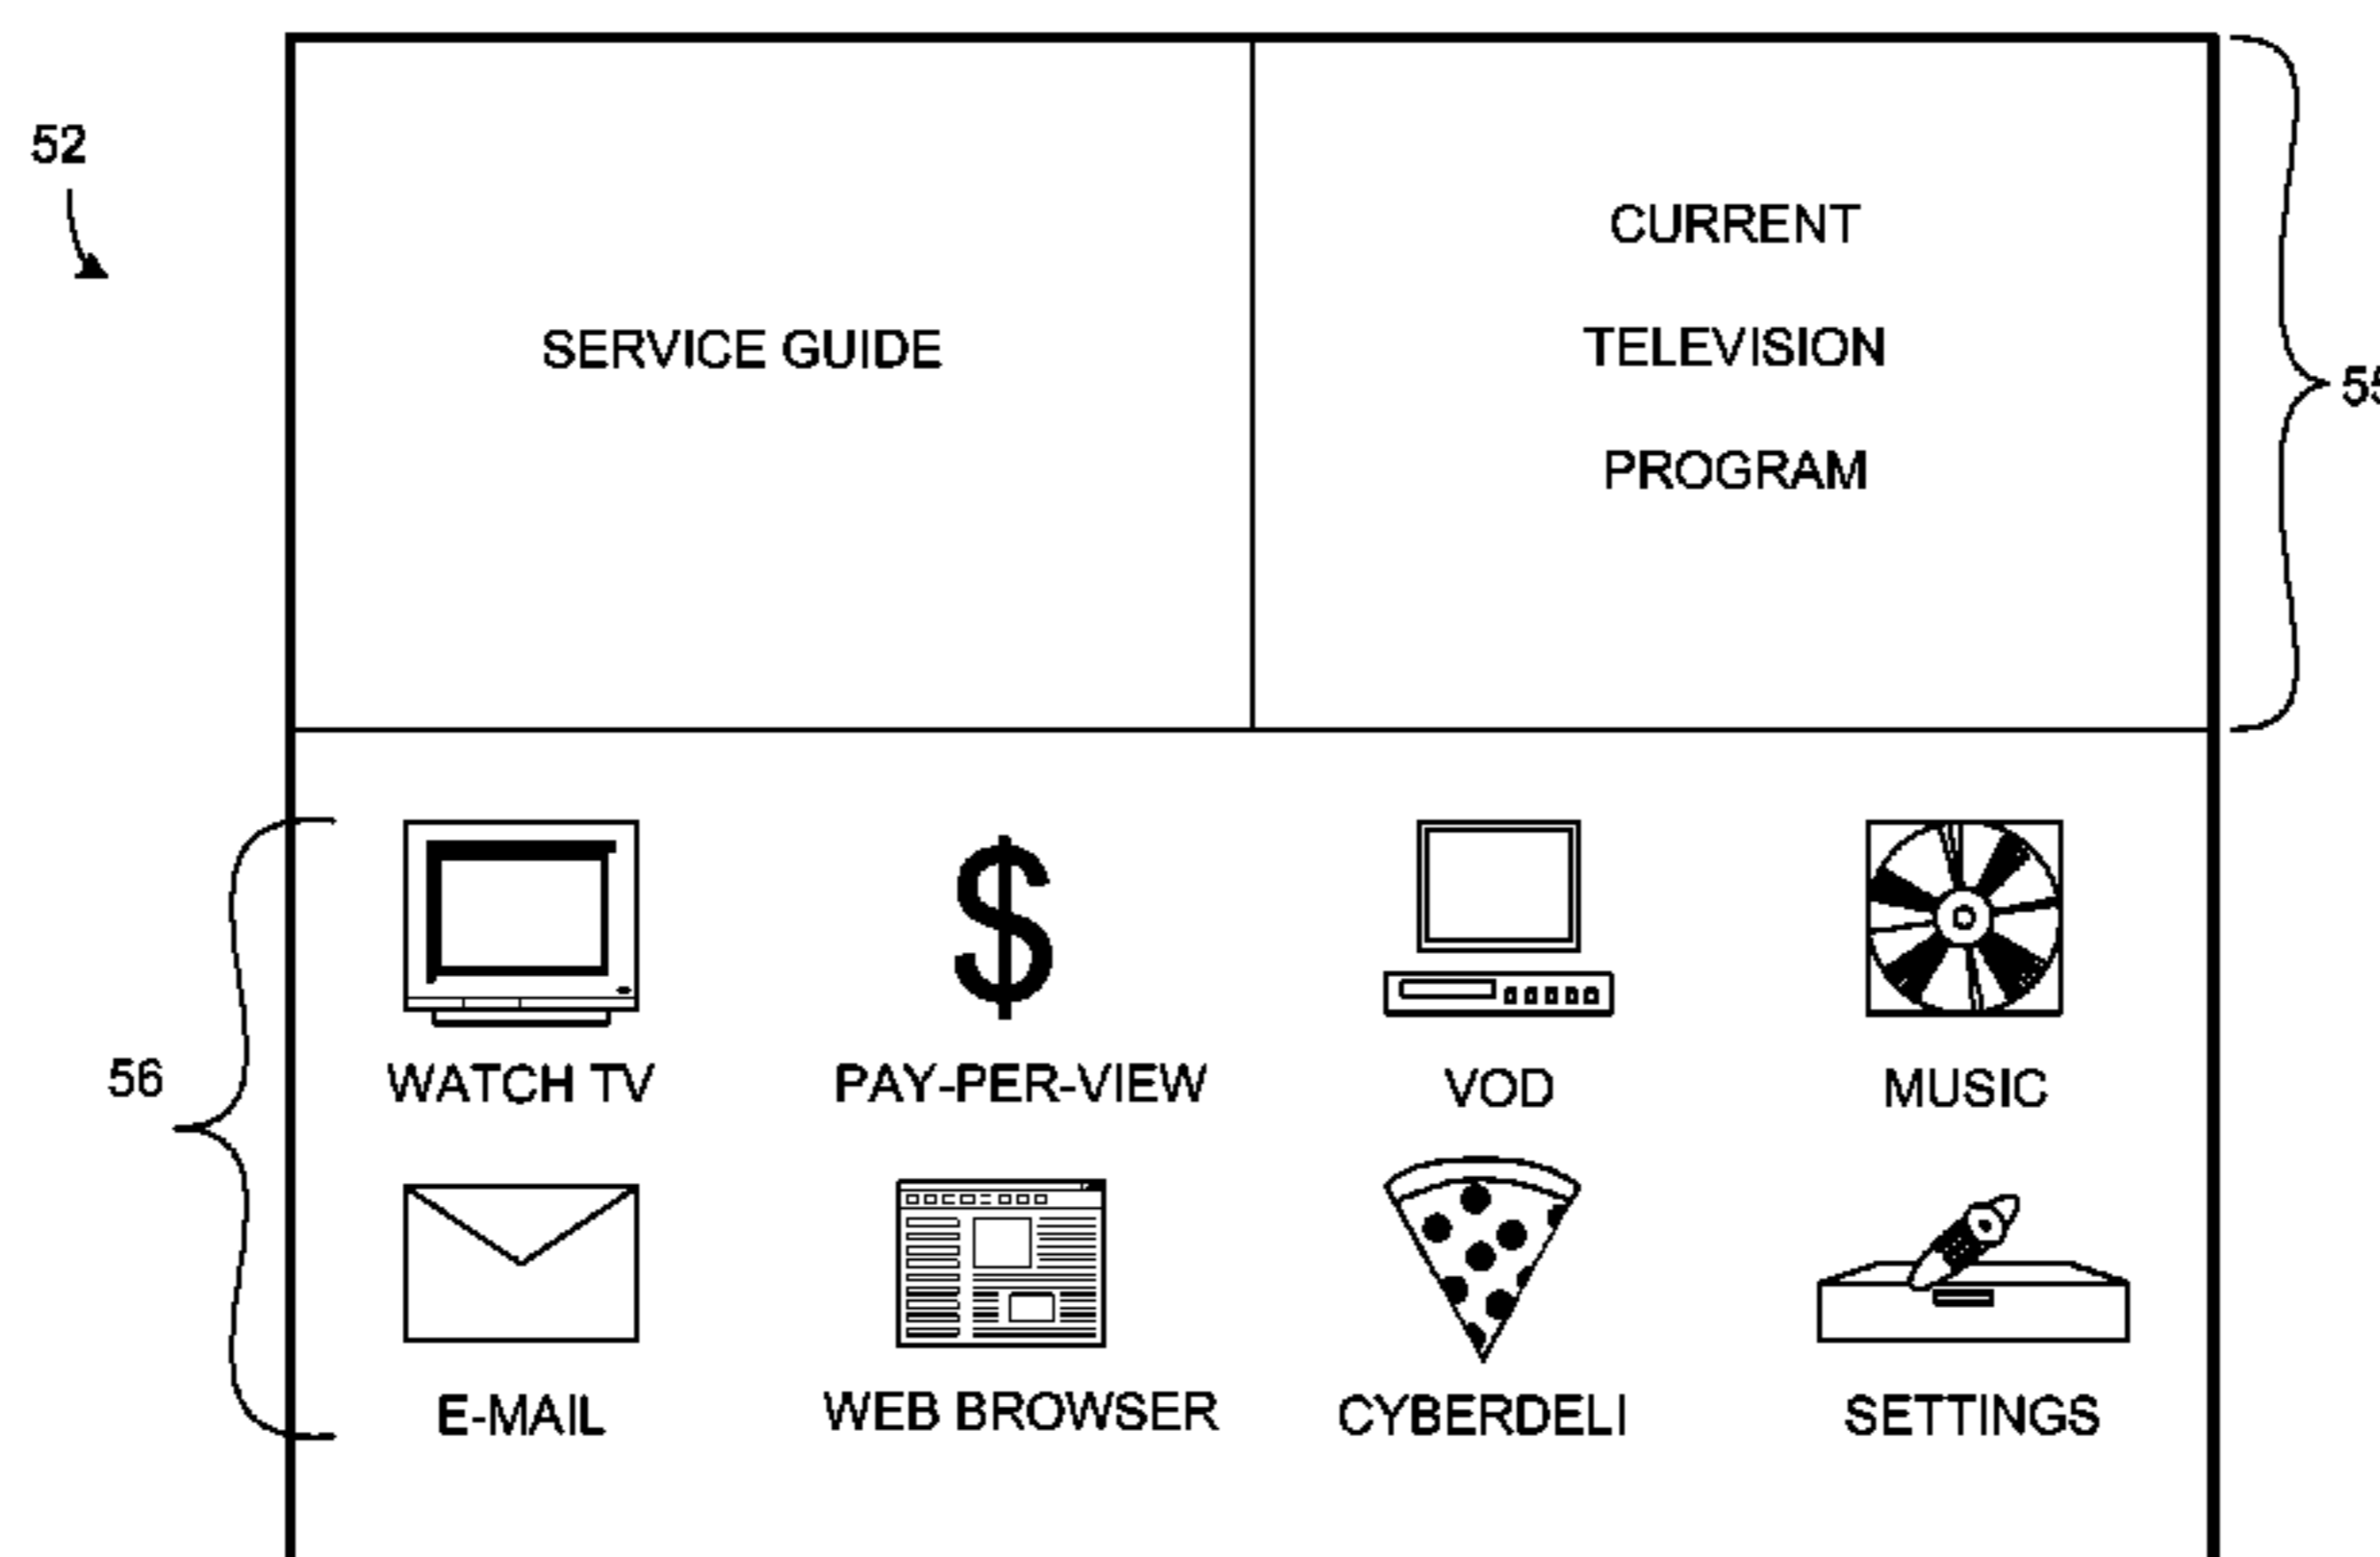 52
SERVICE GUIDE
CURRENT
TELEVISION
PROGRAM
55
56
$
WATCH TV
PAY-PER-VIEW
VOD
MUSIC
E-MAIL
WEB BROWSER
CYBERDELI
SETTINGS